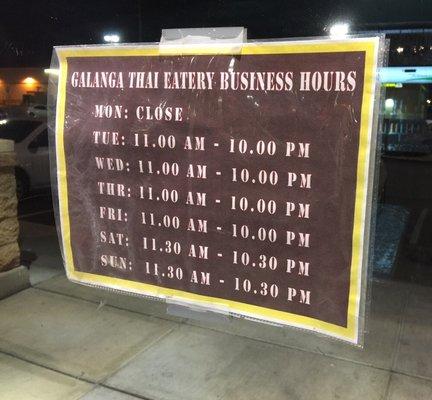 GALANGA THAI EATERY BUSINESS HOURS
MON: CLOSE
TUE: 11.00 AM - 10.00 PM
WED: 11.00 AM - 10.00 PM
THR: 11.00 AM - 10.00 PM
FRI: 11.00 AM - 10.00 PM
SAT: 11.30 AM - 10.30 PM
SUN: 11.30 AM - 10.30 PM